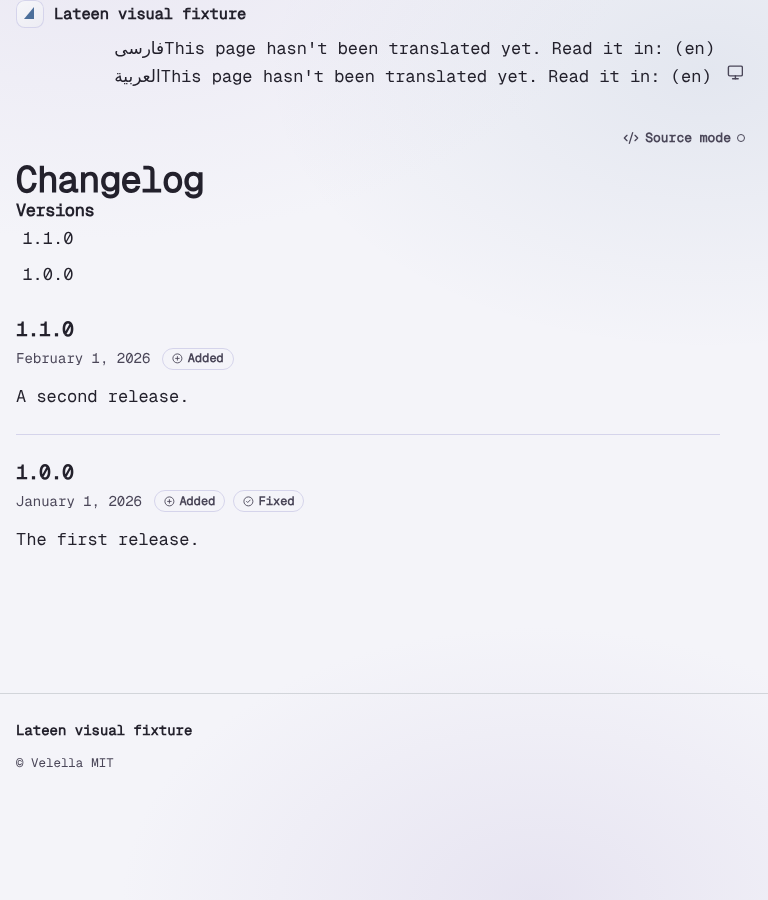 Lateen visual fixture
فارسیThis page hasn't been translated yet. Read it in: (en)
العربیةThis page hasn't been translated yet. Read it in: (en)
Source mode
Changelog
Versions
1.1.0
1.0.0
1.1.0
February 1, 2026 Added
A second release.
1.0.0
January 1, 2026 Added Fixed
The first release.
Lateen visual fixture
© Velella MIT